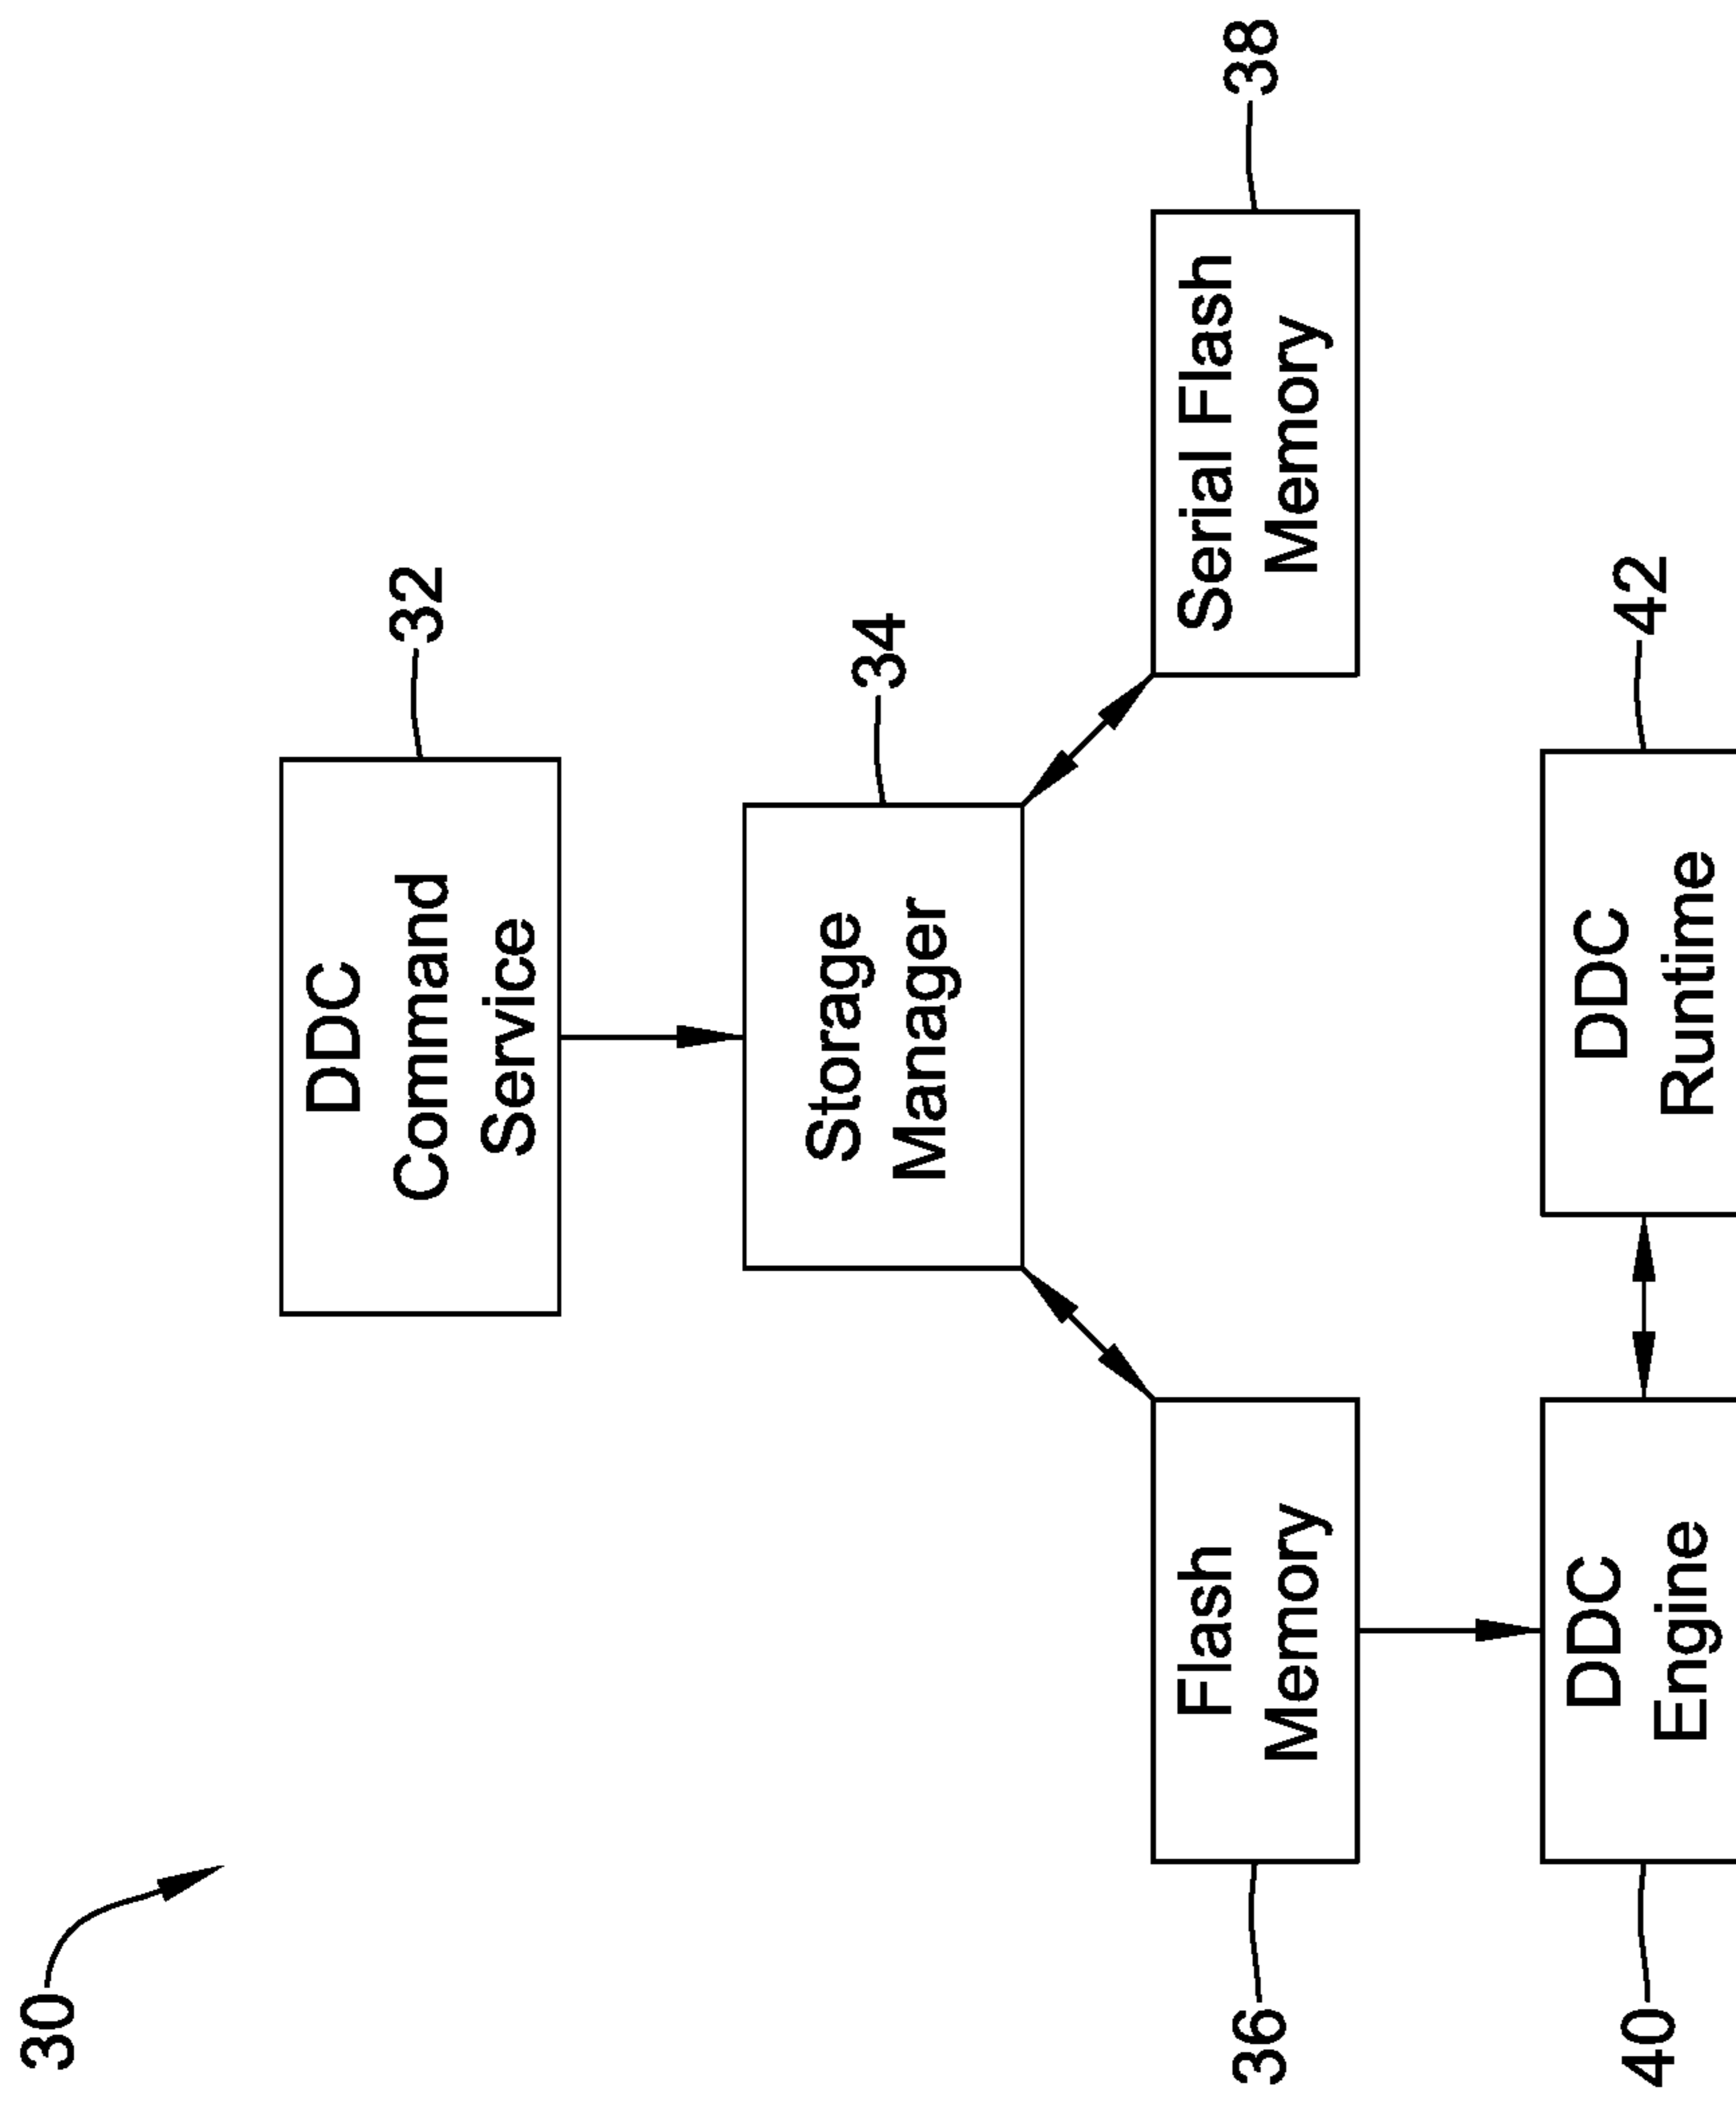 30
DDC
Command
Service
32
Storage
Manager
34
Flash
Memory
36
Serial Flash
Memory
38
DDC
Engine
40
DDC
Runtime
42